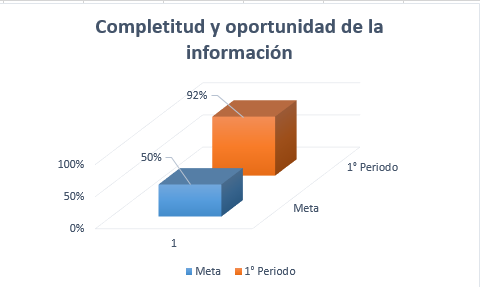 Completitud y oportunidad de la
información
92%
50%
100%
50%
0%
1° Periodo
Meta
1
Meta
1° Periodo